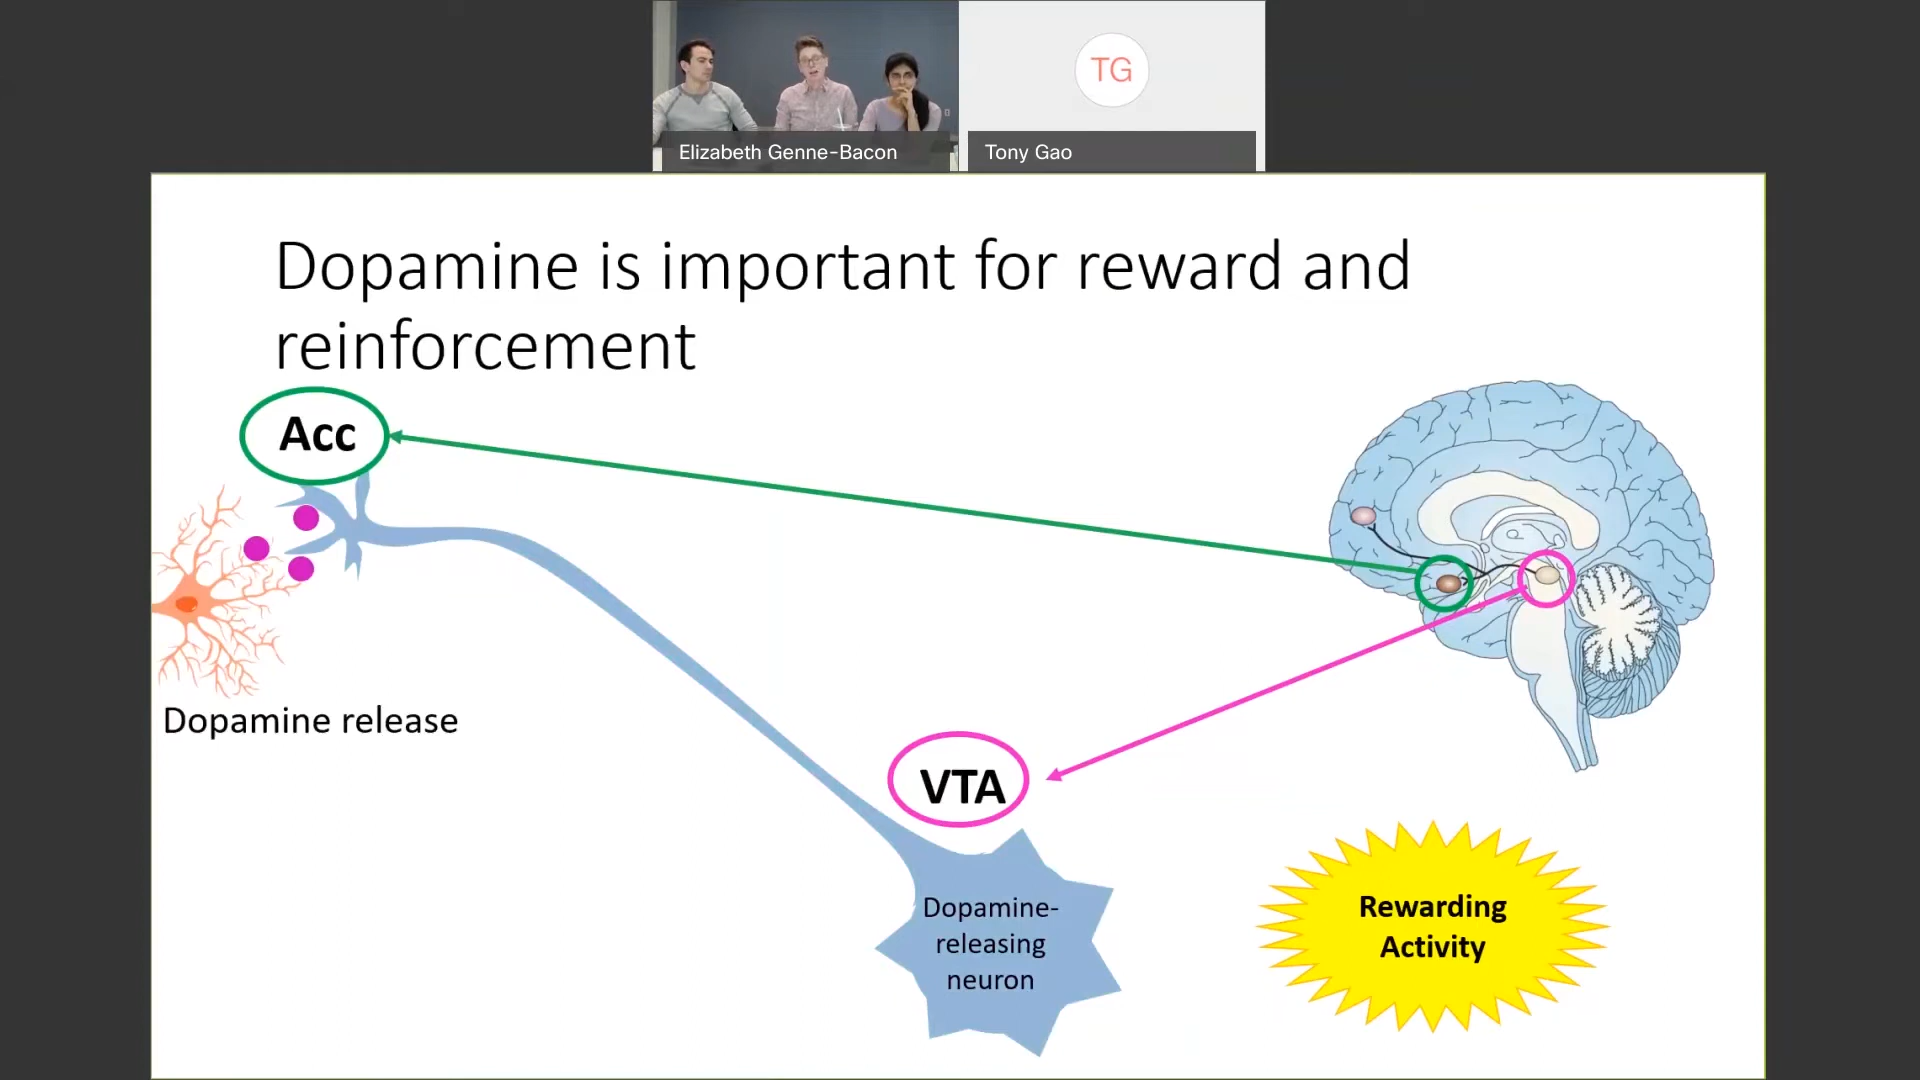 TG
Elizabeth Genne-Bacon
Tony Gao
Dopamine is important for reward and
reinforcement
Acc
Dopamine release
VTA
Dopamine-
releasing
neuron
Rewarding
Activity